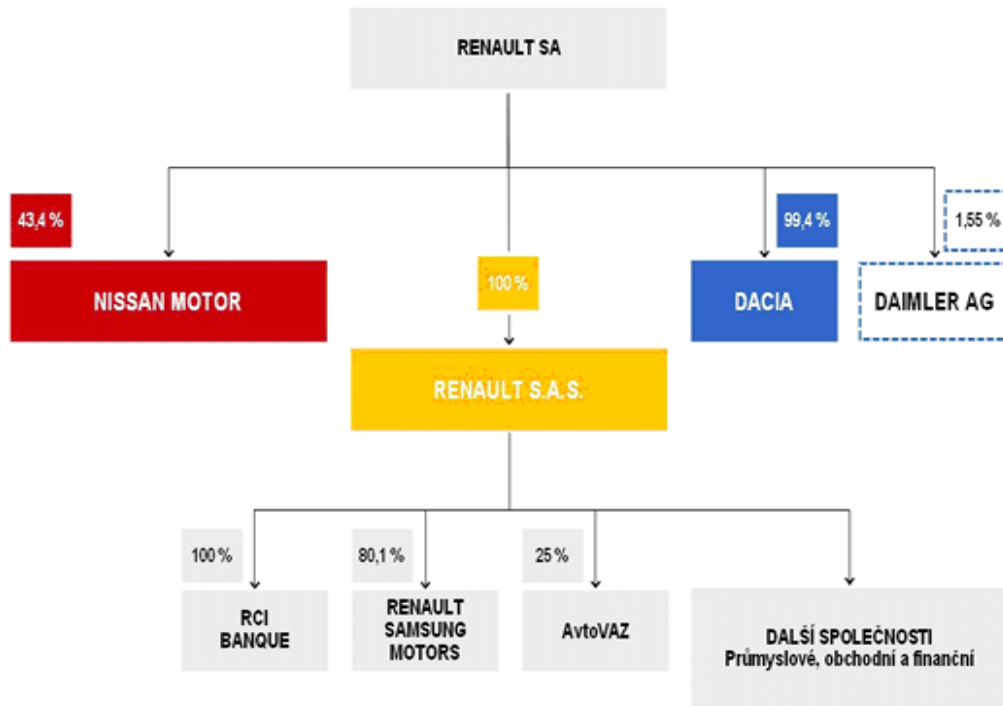 RENAULT SA
43,4 %
99,4 %
1,55 %
NISSAN MOTOR
100 %
DACIA
DAIMLER AG
RENAULT S.A.S.
100 %
80,1 %
25 %
RCI
BANQUE
RENAULT
SAMSUNG
MOTORS
AvtoVAZ
DALŠÍ SPOLEČNOSTI
Průmyslové, obchodní a finanční